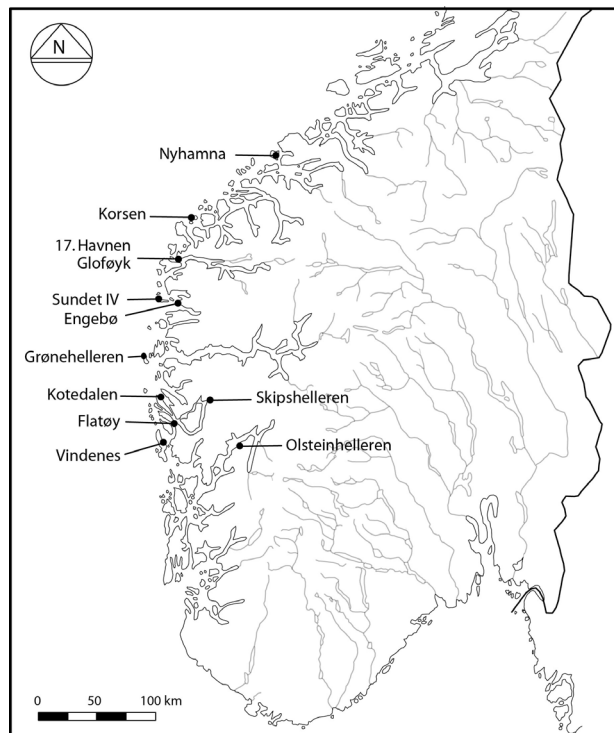 N
Nyhamna
Korsen
17. Havnen
Gloføyk
Sundet IV
Engebø
Grønehelleren
Kotedalen
Skipshelleren
Flatøy
Vindenes
Olsteinhelleren
0 50 100 km